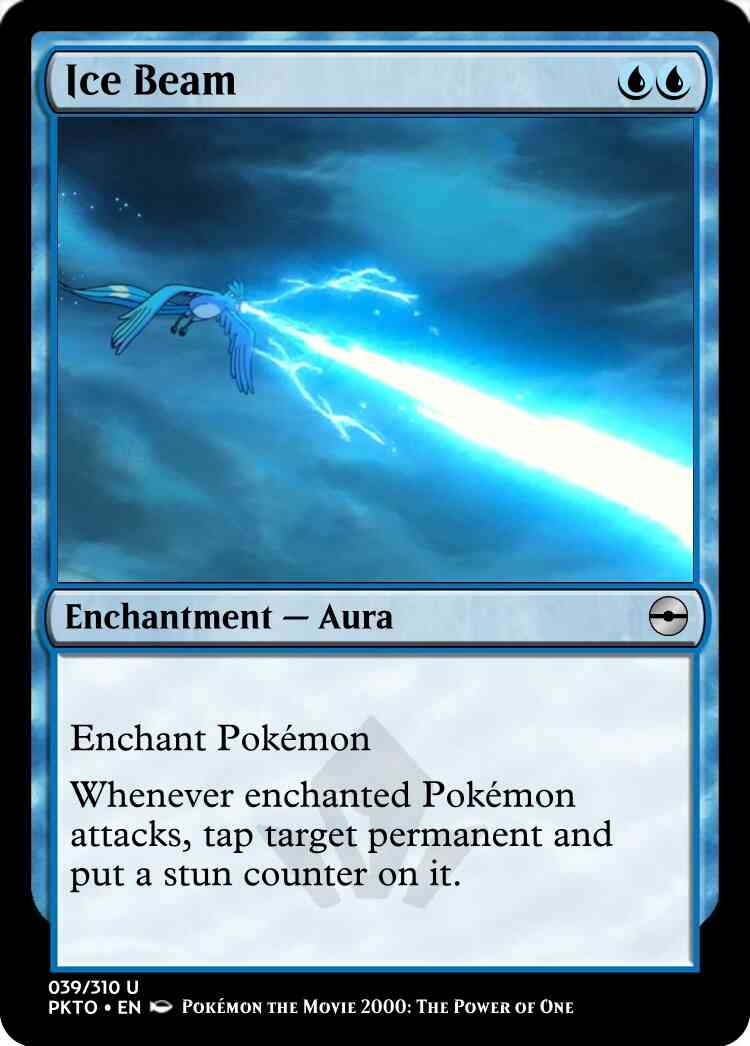 Ice Beam
Enchantment — Aura
Enchant Pokémon
Whenever enchanted Pokémon
attacks, tap target permanent and
put a stun counter on it.
039/310 U
PKTO • EN Pokémon the Movie 2000: The Power of One